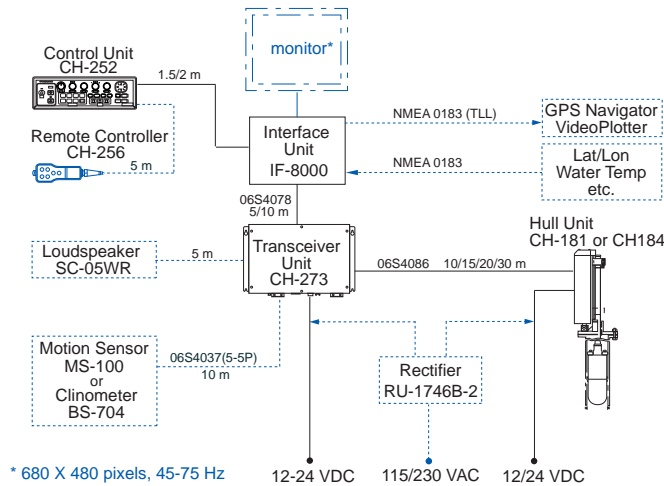 monitor*
Control Unit
CH-252
1.5/2 m
Remote Controller
CH-256
5 m
Interface
Unit
IF-8000
NMEA 0183 (TLL)
GPS Navigator
VideoPlotter
NMEA 0183
Lat/Lon
Water Temp
etc.
06S4078
5/10 m
Hull Unit
CH-181 or CH184
Loudspeaker
SC-05WR
5 m
Transceiver
Unit
CH-273
06S4086 10/15/20/30 m
Motion Sensor
MS-100
or
Clinometer
BS-704
06S4037(5-5P)
10 m
Rectifier
RU-1746B-2
* 680 X 480 pixels, 45-75 Hz
12-24 VDC
115/230 VAC
12/24 VDC